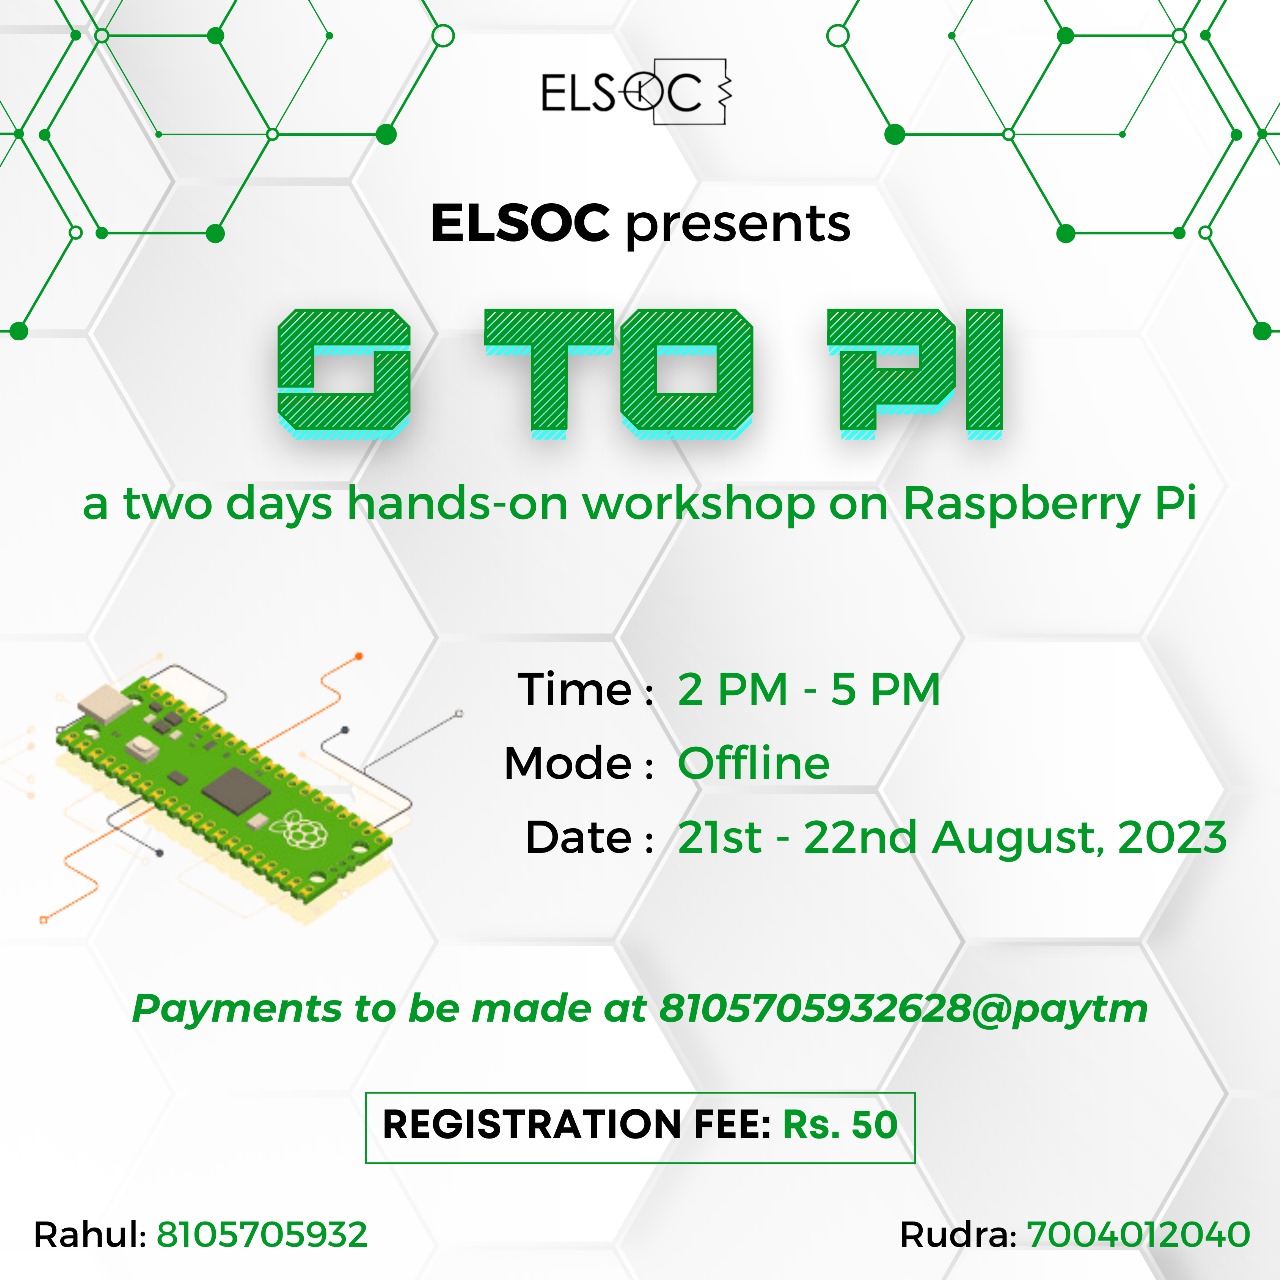 ELSOC
ELSOC presents
0 TO PI
a two days hands-on workshop on Raspberry Pi
Time : 2 PM - 5 PM
Mode : Offline
Date : 21st - 22nd August, 2023
Payments to be made at 8105705932628@paytm
REGISTRATION FEE: Rs. 50
Rahul: 8105705932
Rudra: 7004012040